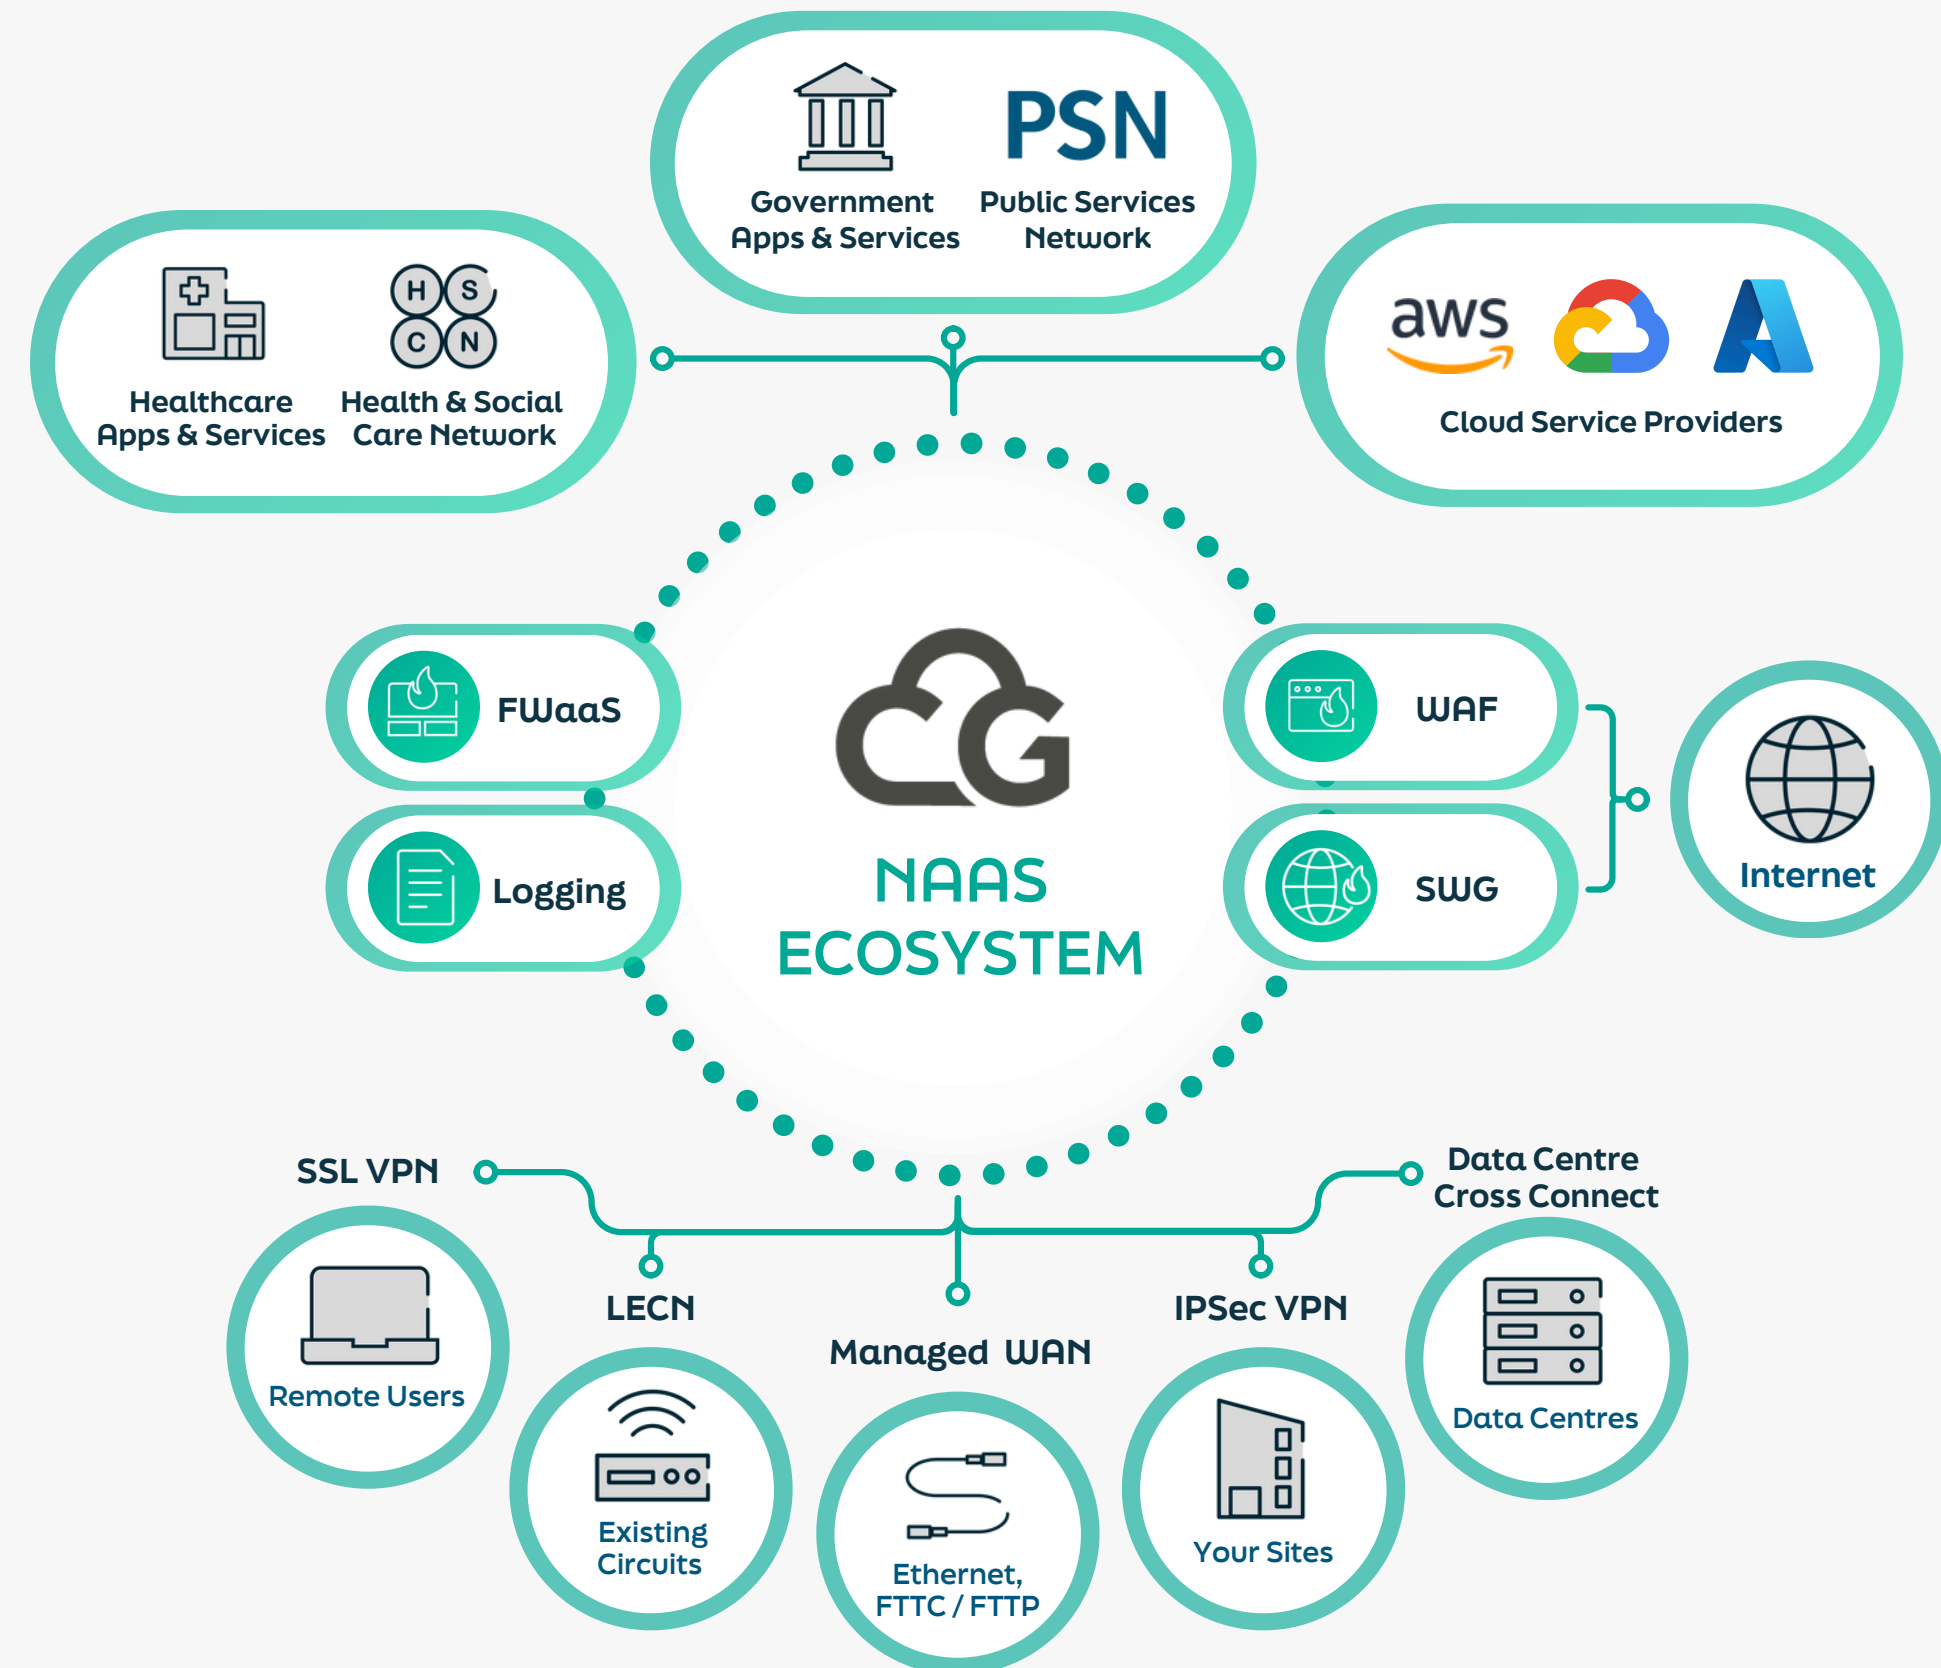 PSN
Government
Apps & Services
Public Services
Network
H S
C N
Healthcare
Apps & Services
Health & Social
Care Network
aws
Cloud Service Providers
FWaaS
Logging
CG
NAAS
ECOSYSTEM
WAF
SWG
Internet
SSL VPN
Remote Users
LECN
Existing
Circuits
Managed WAN
Ethernet,
FTTC / FTTP
IPSec VPN
Your Sites
Data Centre
Cross Connect
Data Centres